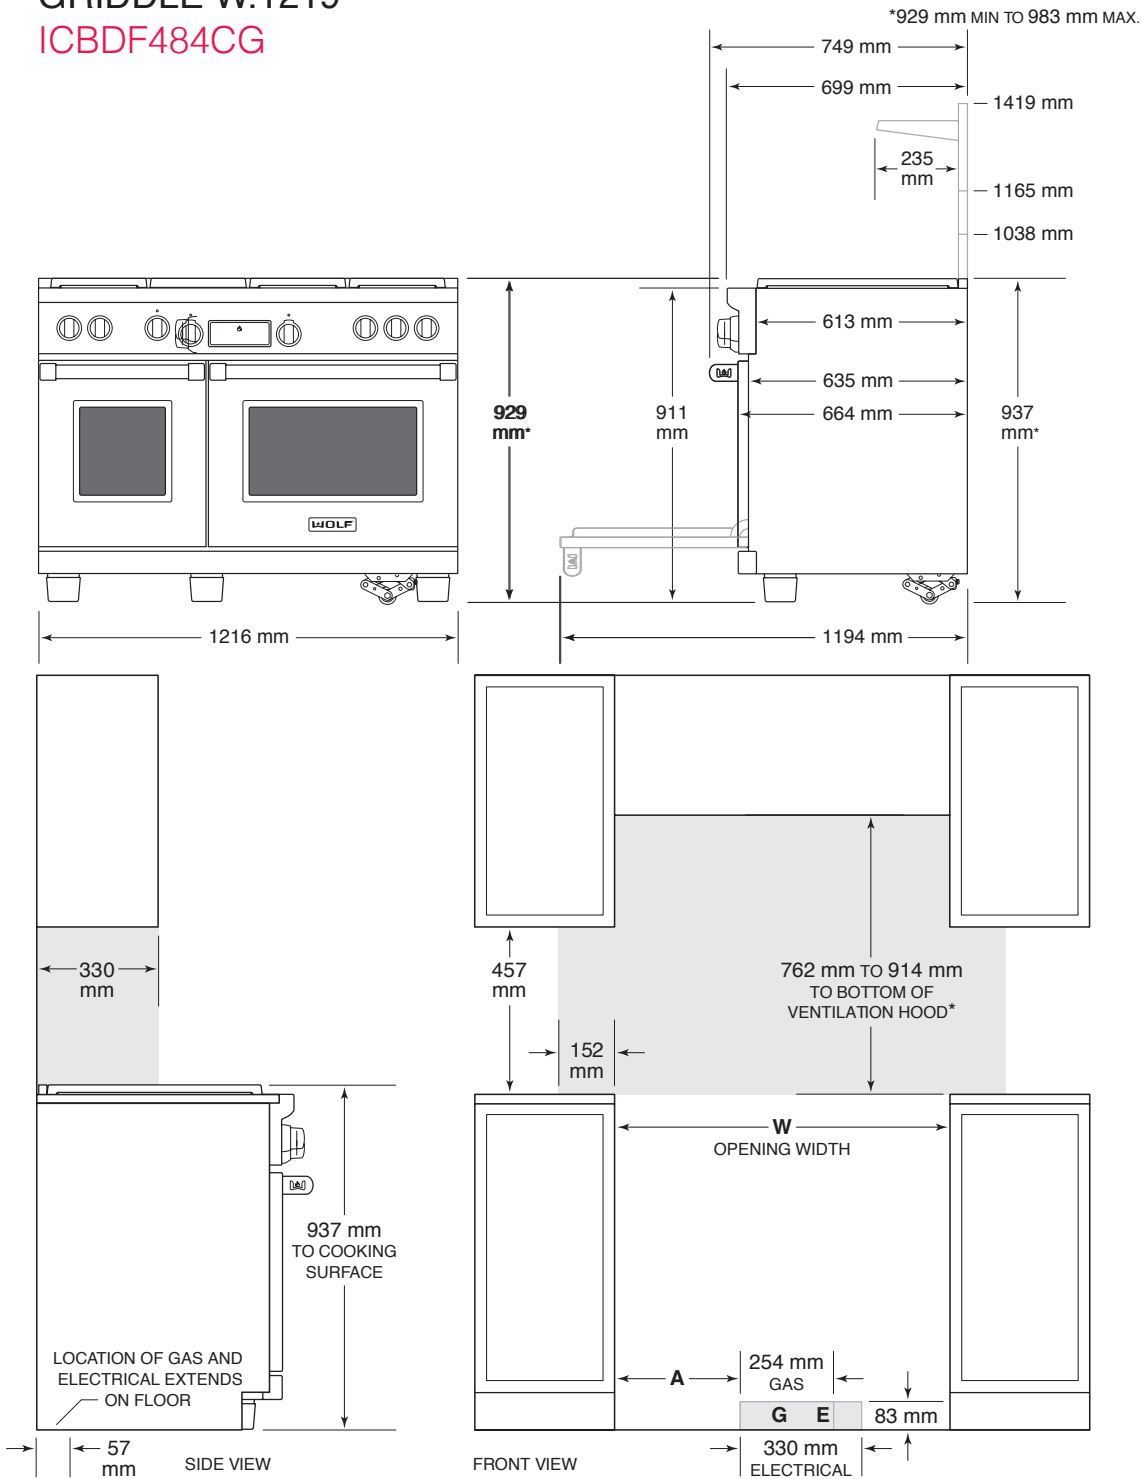 GRIDDLE W.1219
ICBDF484CG
*929 mm MIN TO 983 mm MAX.
749 mm
699 mm
1419 mm
235
mm
1165 mm
1038 mm
613 mm
635 mm
664 mm
929
mm*
911
mm
937
mm*
WOLF
1216 mm
1194 mm
330
mm
457
mm
762 mm TO 914 mm
TO BOTTOM OF
VENTILATION HOOD*
152
mm
W
OPENING WIDTH
937 mm
TO COOKING
SURFACE
LOCATION OF GAS AND
ELECTRICAL EXTENDS
ON FLOOR
A
254 mm
GAS
G E
83 mm
57
mm
SIDE VIEW
FRONT VIEW
330 mm
ELECTRICAL